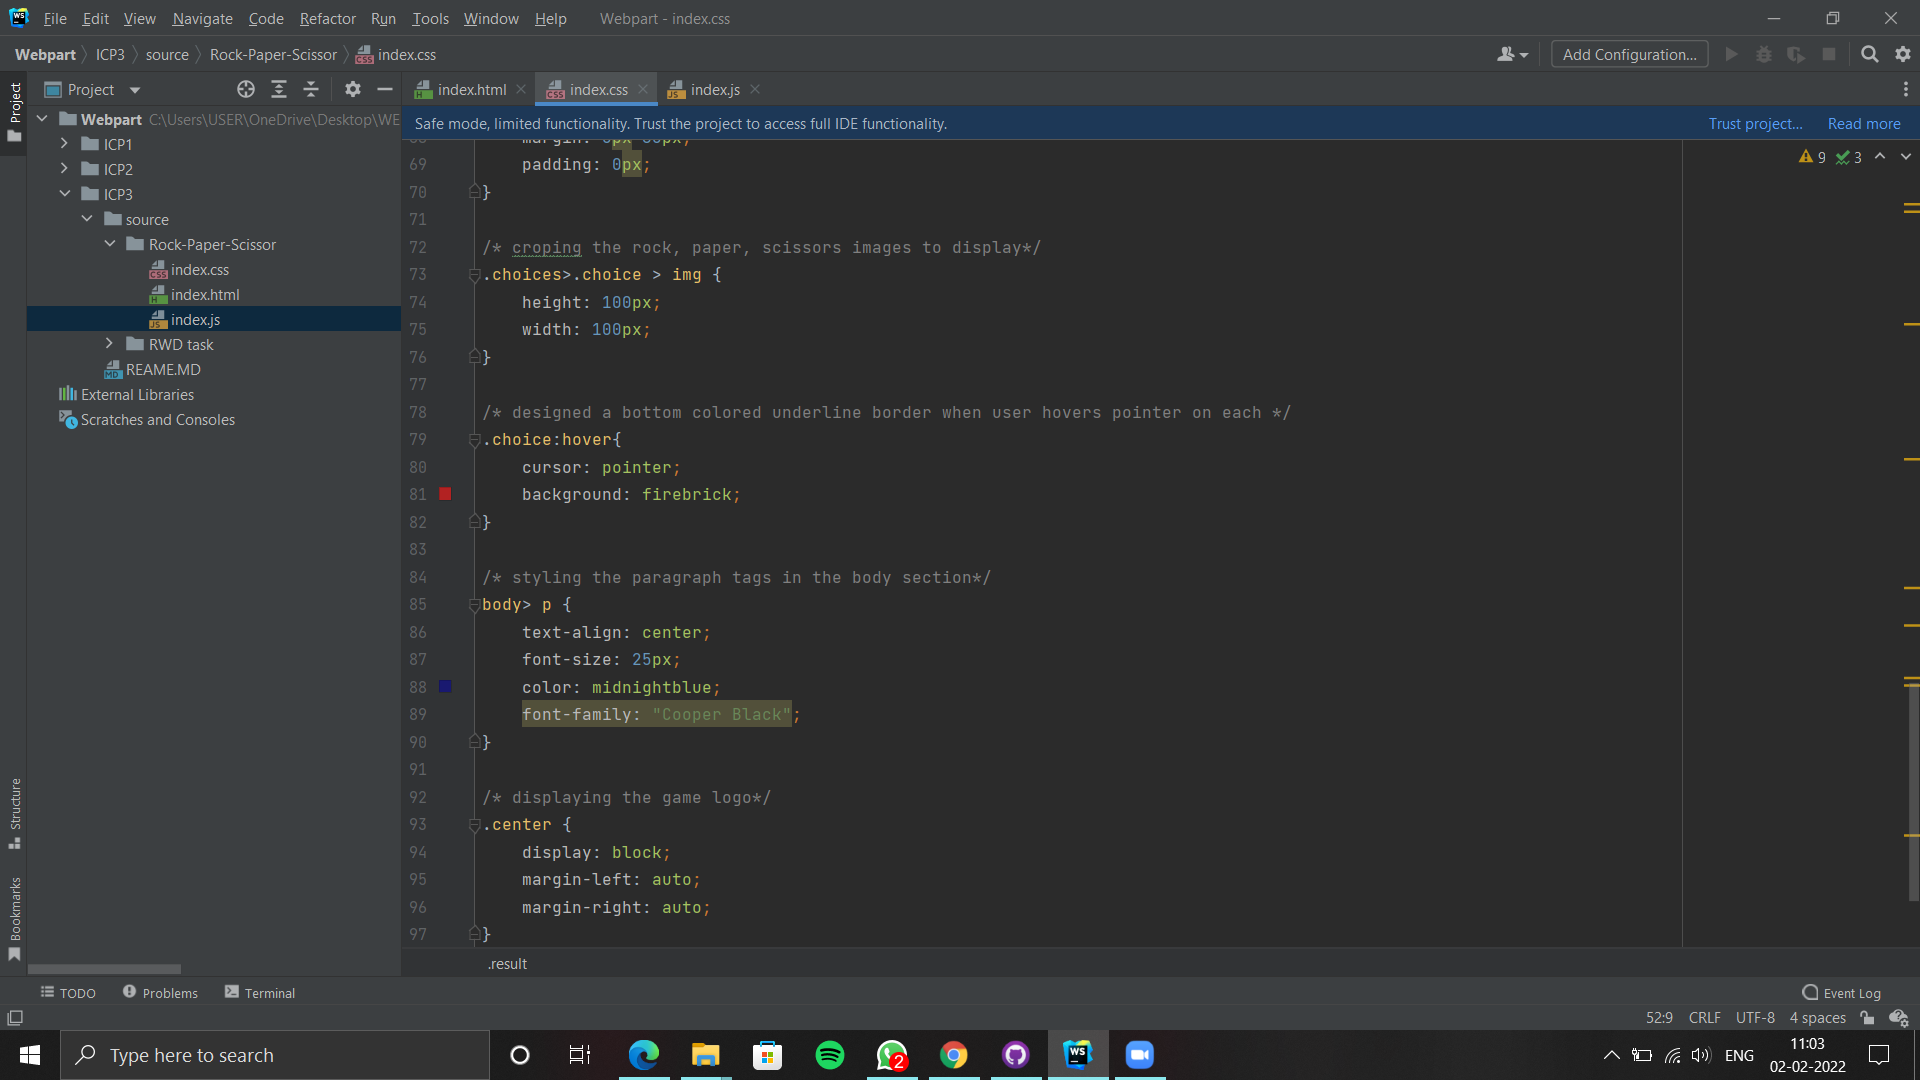 File Edit View Navigate Code Refactor Run Tools Window Help Webpart - index.css
Webpart ICP3 source Rock-Paper-Scissor index.css Add Configuration...
Project
Project
index.html index.css index.js
Webpart C:\Users\USER\OneDrive\Desktop\WE
Safe mode, limited functionality. Trust the project to access full IDE functionality. Trust project... Read more
ICP1
ICP2
ICP3
source
Rock-Paper-Scissor
index.css
index.html
index.js
RWD task
REAME.MD
External Libraries
Scratches and Consoles
9 3
69 padding: 0px;
70 }
71
72 /* croping the rock, paper, scissors images to display*/
73 .choices>.choice > img {
74 height: 100px;
75 width: 100px;
76 }
77
78 /* designed a bottom colored underline border when user hovers pointer on each */
79 .choice:hover{
80 cursor: pointer;
81 background: firebrick;
82 }
83
84 /* styling the paragraph tags in the body section*/
85 body> p {
86 text-align: center;
87 font-size: 25px;
88 color: midnightblue;
89 font-family: "Cooper Black";
90 }
91
92 /* displaying the game logo*/
93 .center {
94 display: block;
95 margin-left: auto;
96 margin-right: auto;
97 }
.result
Structure
Bookmarks
TODO Problems Terminal Event Log
52:9 CRLF UTF-8 4 spaces
Type here to search
2
WS
ENG
11:03
02-02-2022